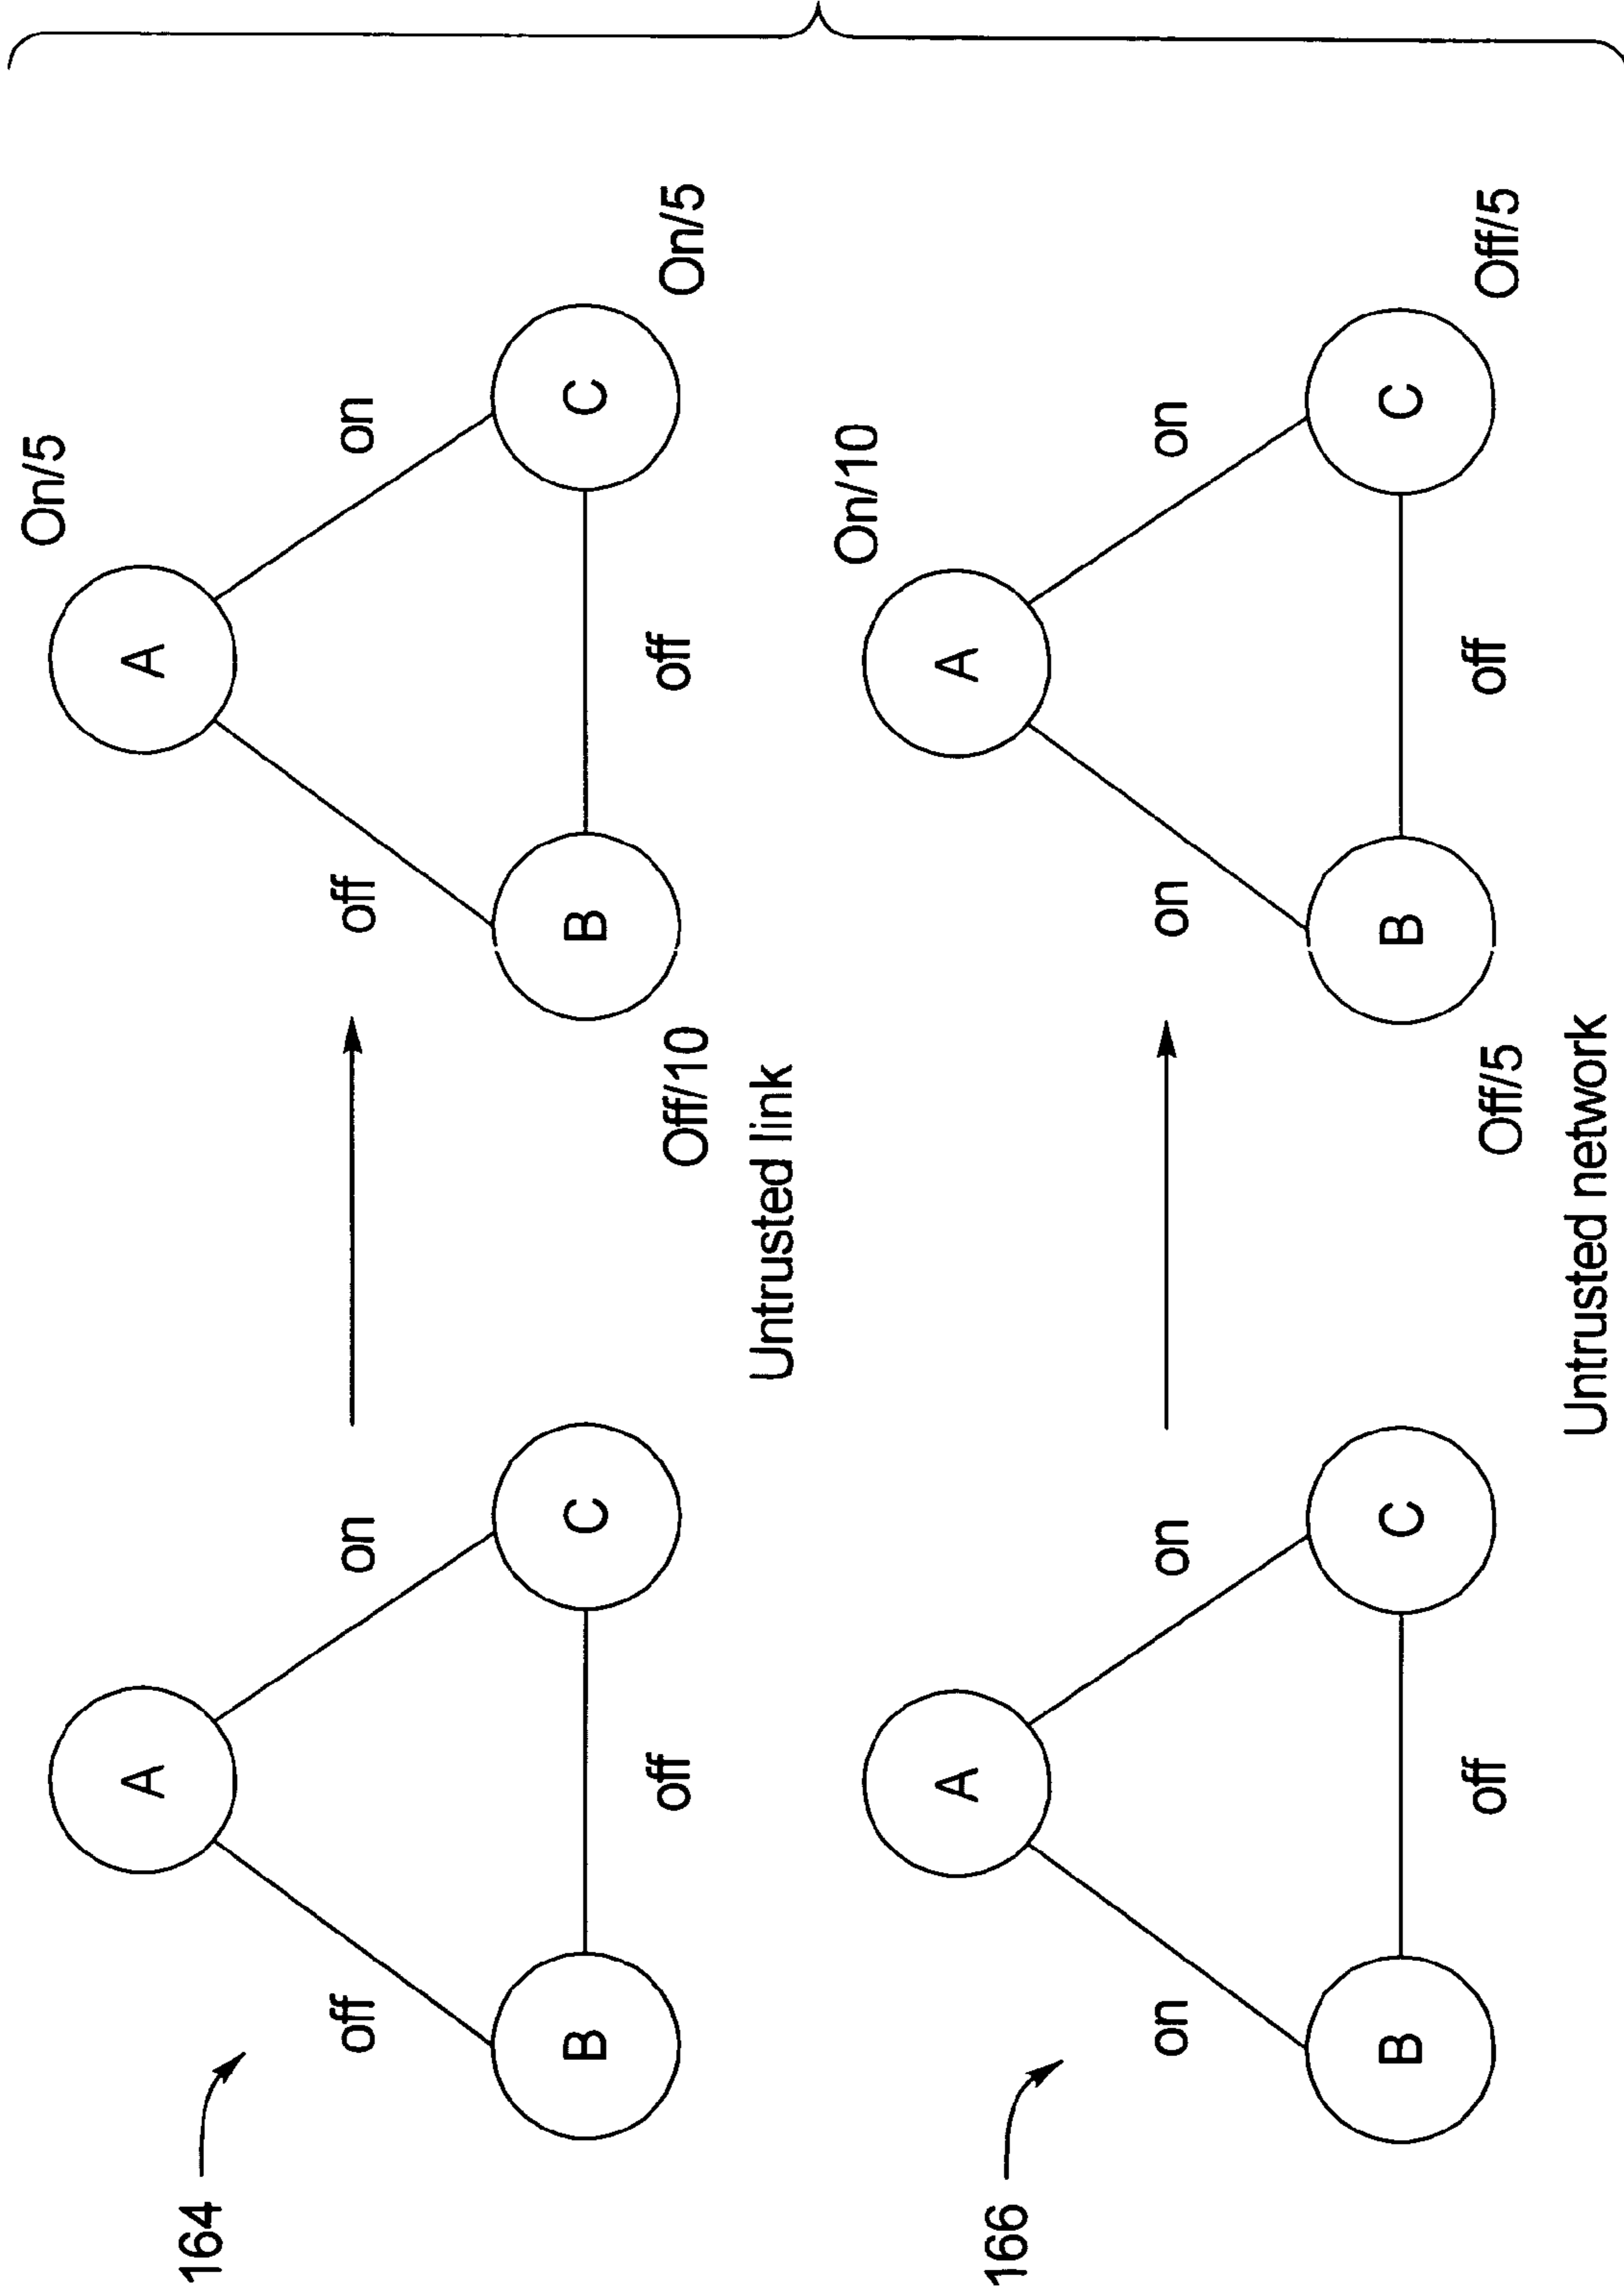 164
A
off
on
B
C
off
On/5
A
off
on
B
C
Off/10
off
On/5
Untrusted link
166
A
on
on
B
C
off
On/10
A
on
on
B
C
Off/5
off
Off/5
Untrusted network